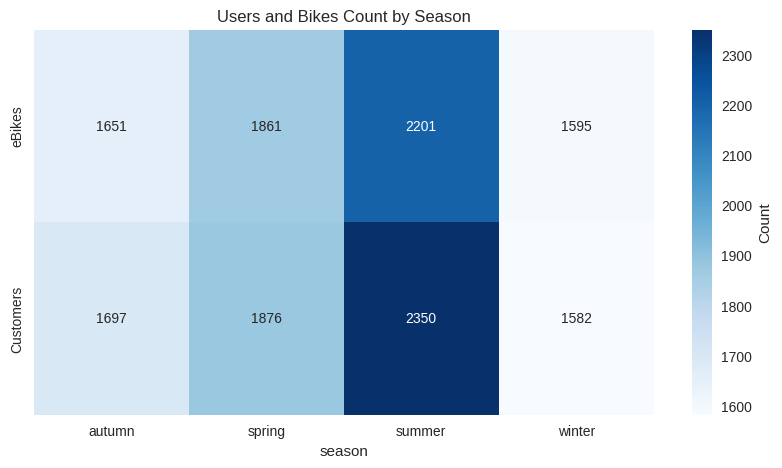 Users and Bikes Count by Season
eBikes
1651 1861 2201 1595
Customers
1697 1876 2350 1582
autumn spring summer winter
season
2300
2200
2100
2000
1900
1800
1700
1600
Count